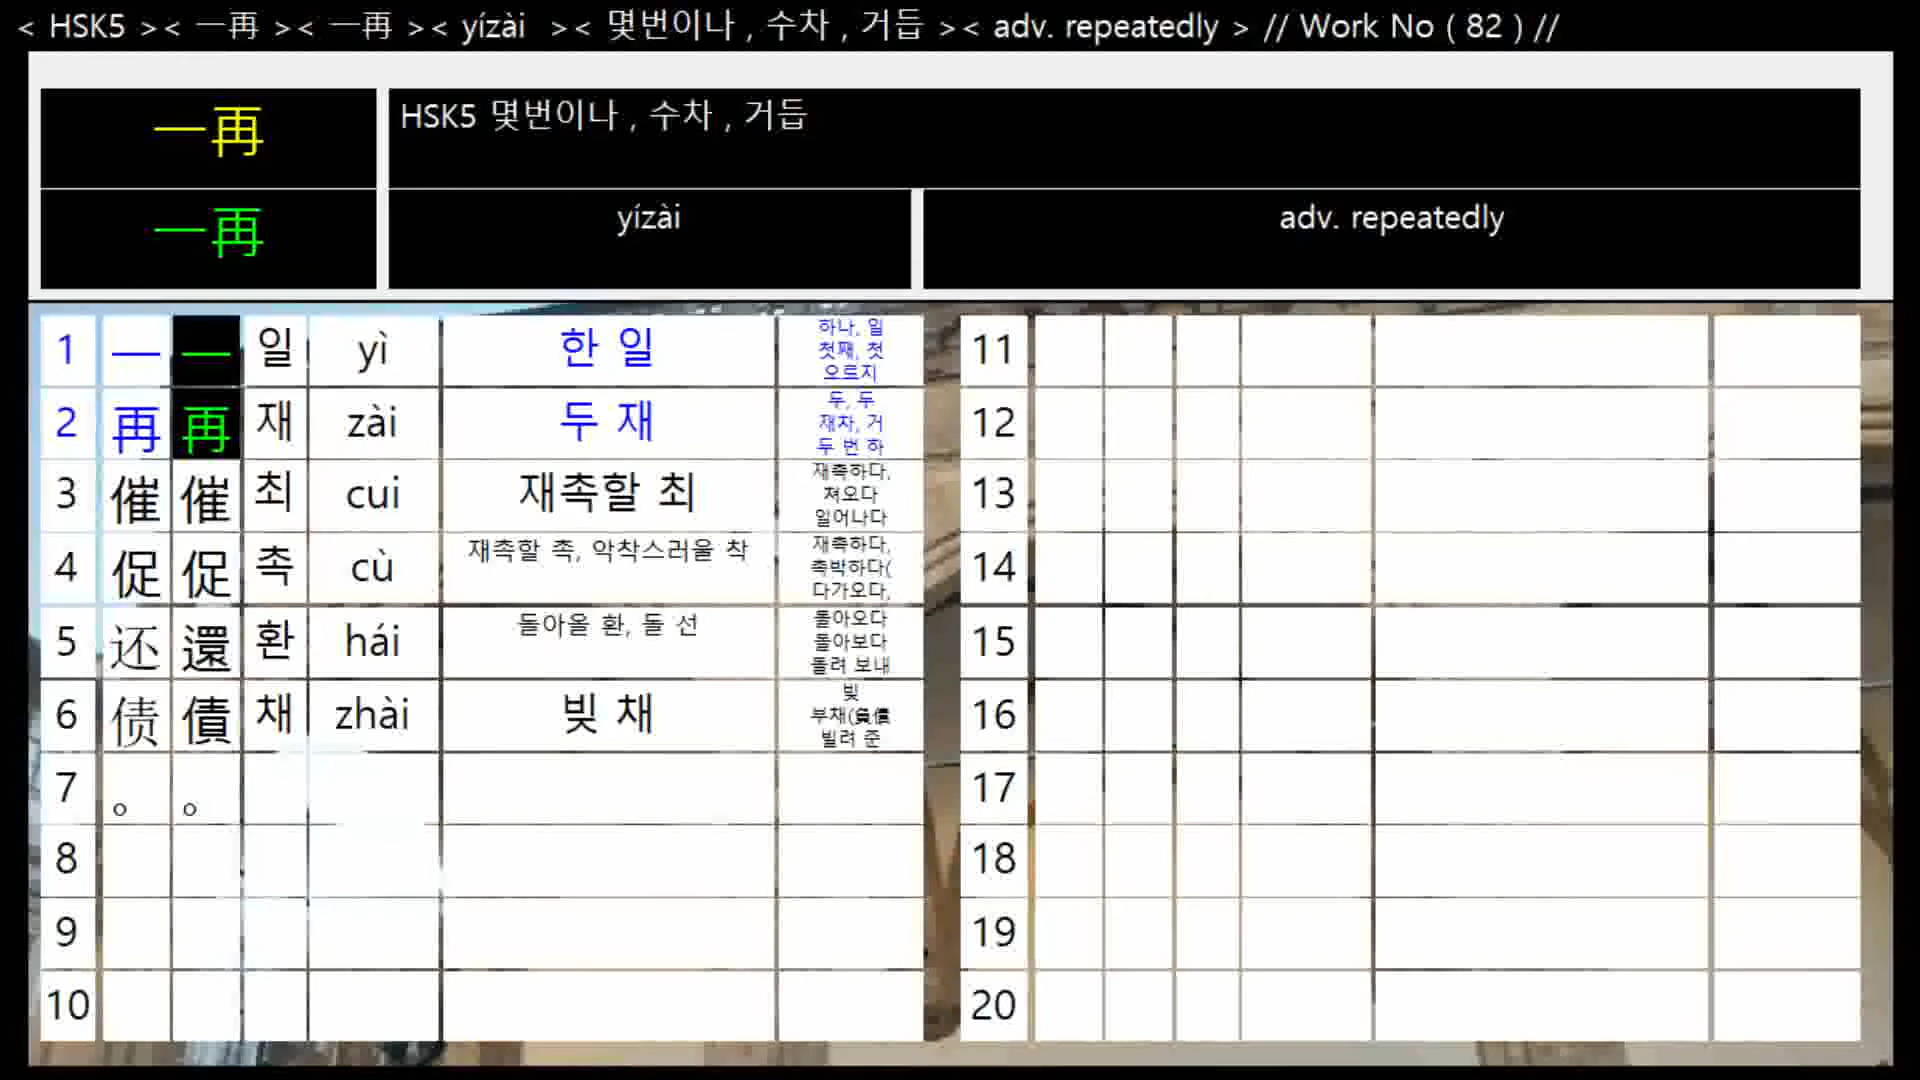 < HSK5 >< 一再 >< 一再 >< yízài >< 몇번이나 , 수차 , 거듭 >< adv. repeatedly > // Work No ( 82 ) //
一再
HSK5 몇번이나 , 수차 , 거듭
一再
yízài
adv. repeatedly
1 一 一 일 yì 한 일
하나, 일
첫째, 첫
오르지
2 再 再 재 zài 두 재
두, 두
재차, 거
두 번 하
3 催 催 최 cui 재촉할 최
재촉하다,
쳐오다
일어나다
4 促 促 촉 cù 재촉할 촉, 악착스러울 착
재촉하다,
촉박하다(
다가오다,
5 还 還 환 hái 돌아올 환, 돌 선
돌아오다
돌아보다
돌려 보내
6 债 債 채 zhài 빚 채
빚
부채(負債
빌려 준
7 。 。
8
9
10
11
12
13
14
15
16
17
18
19
20